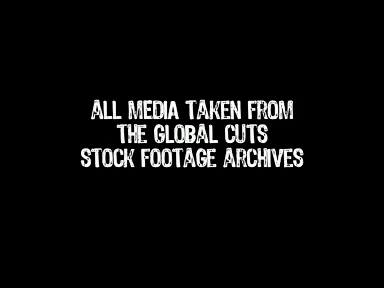 ALL MEDIA TAKEN FROM
THE GLOBAL CUTS
STOCK FOOTAGE ARCHIVES